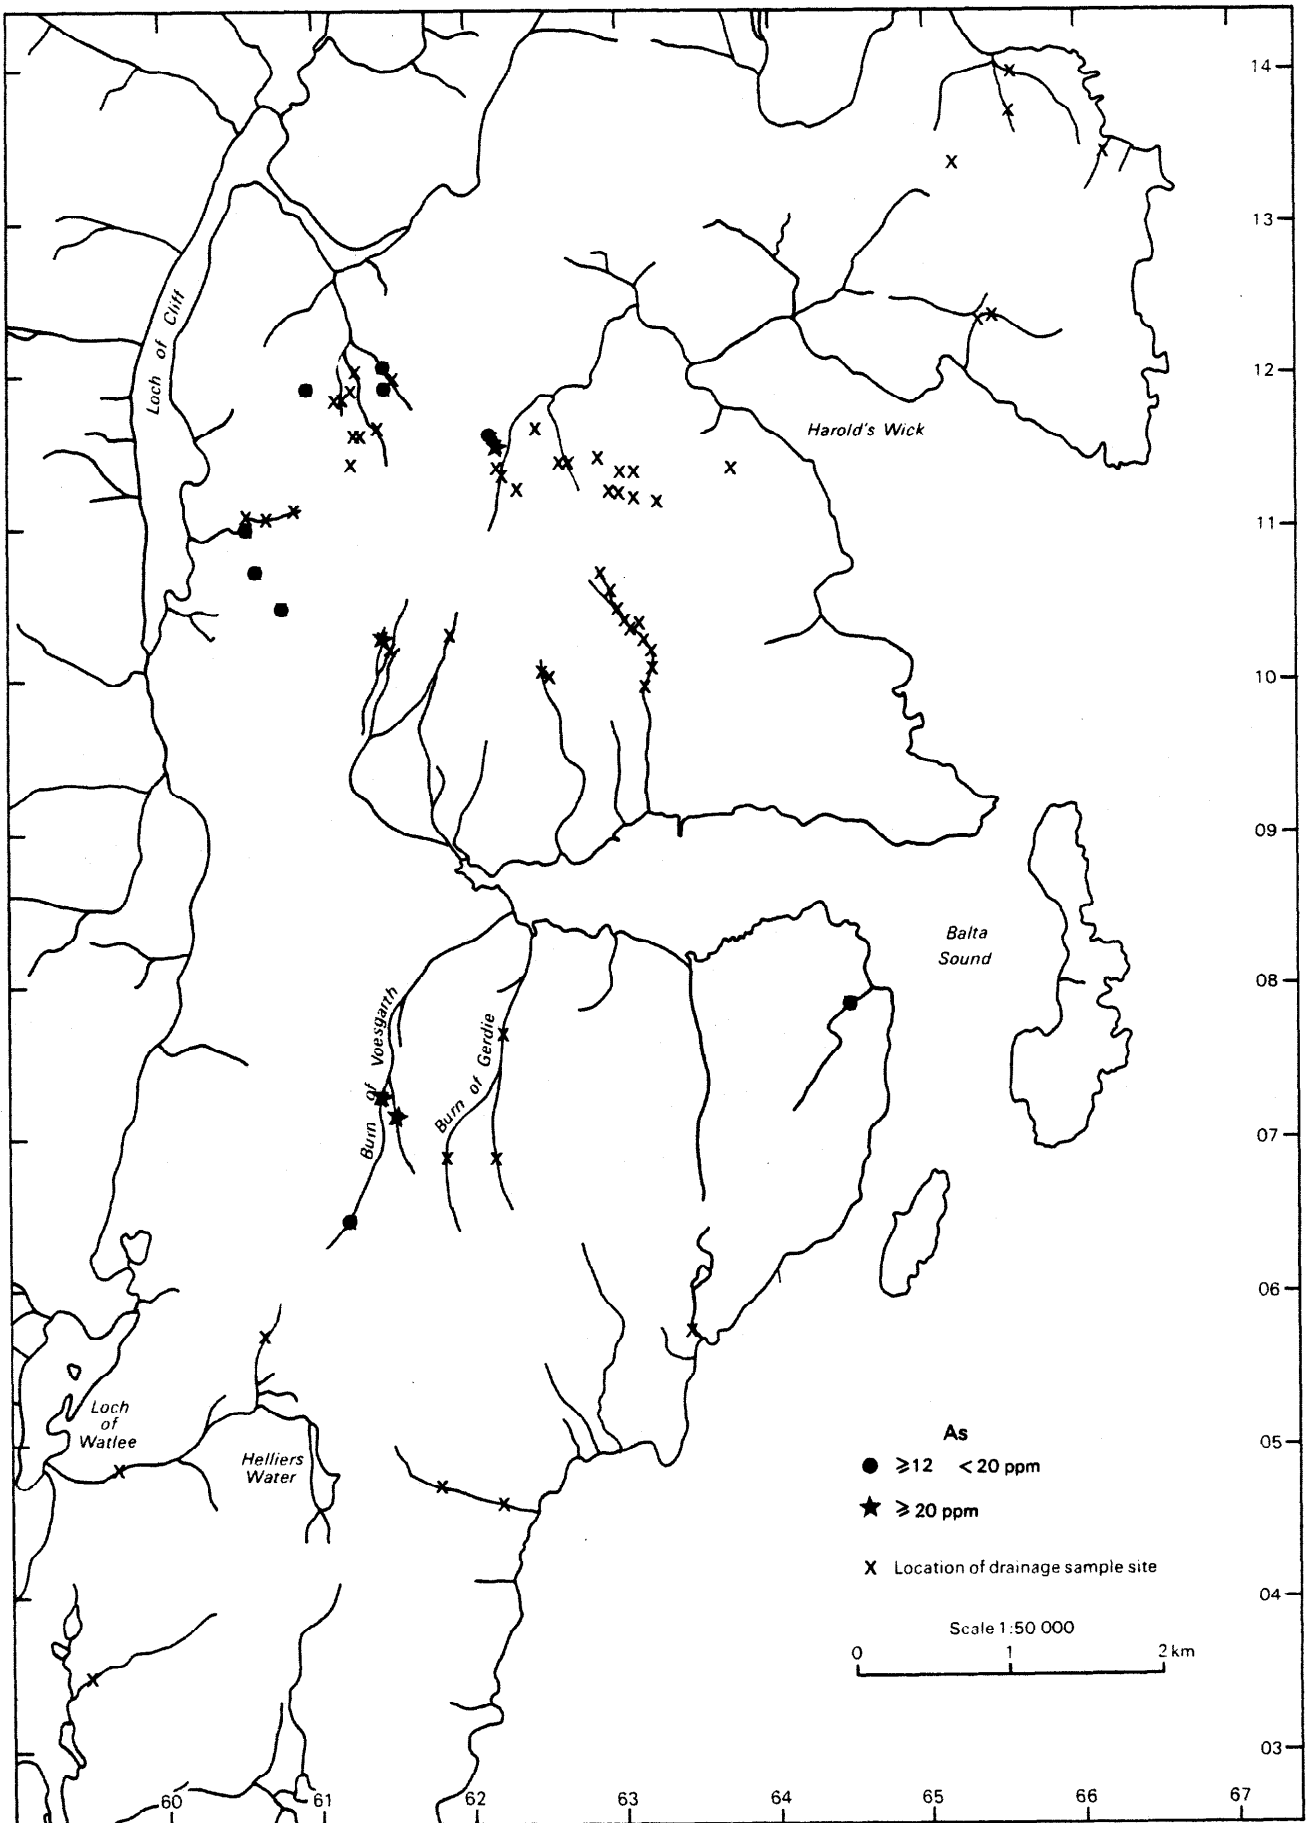 14
13
12
11
10
09
08
07
06
05
04
03
Loch of Cliff
Harold's Wick
Balta
Sound
Burn of Voesgarth
Burn of Gerdie
Loch
of
Watlee
Helliers
Water
As
⩾12 <20 ppm
⩾20 ppm
X Location of drainage sample site
Scale 1:50 000
0 1 2 km
60 61 62 63 64 65 66 67